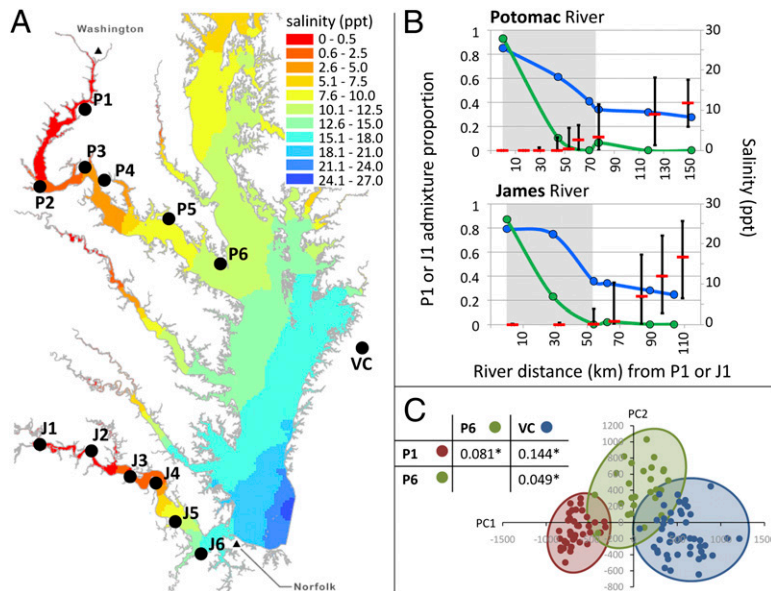 A
Washington
salinity (ppt)
0 - 0.5
0.6 - 2.5
2.6 - 5.0
5.1 - 7.5
7.6 - 10.0
10.1 - 12.5
12.6 - 15.0
15.1 - 18.0
18.1 - 21.0
21.1 - 24.0
24.1 - 27.0
P1
P2
P3
P4
P5
P6
VC
J1
J2
J3
J4
J5
J6
Norfolk
B
Potomac River
1
0.8
0.6
0.4
0.2
0
30
20
10
0
10
30
50
70
90
110
130
150
James River
1
0.8
0.6
0.4
0.2
0
30
20
10
0
10
30
50
70
90
110
P1 or J1 admixture proportion
Salinity (ppt)
River distance (km) from P1 or J1
C
P6 VC
P1 0.081* 0.144*
P6 0.049*
PC2
1200
1000
800
600
400
200
PC1
-1500
-500
0
500
1000
1500
-200
-400
-600
-800